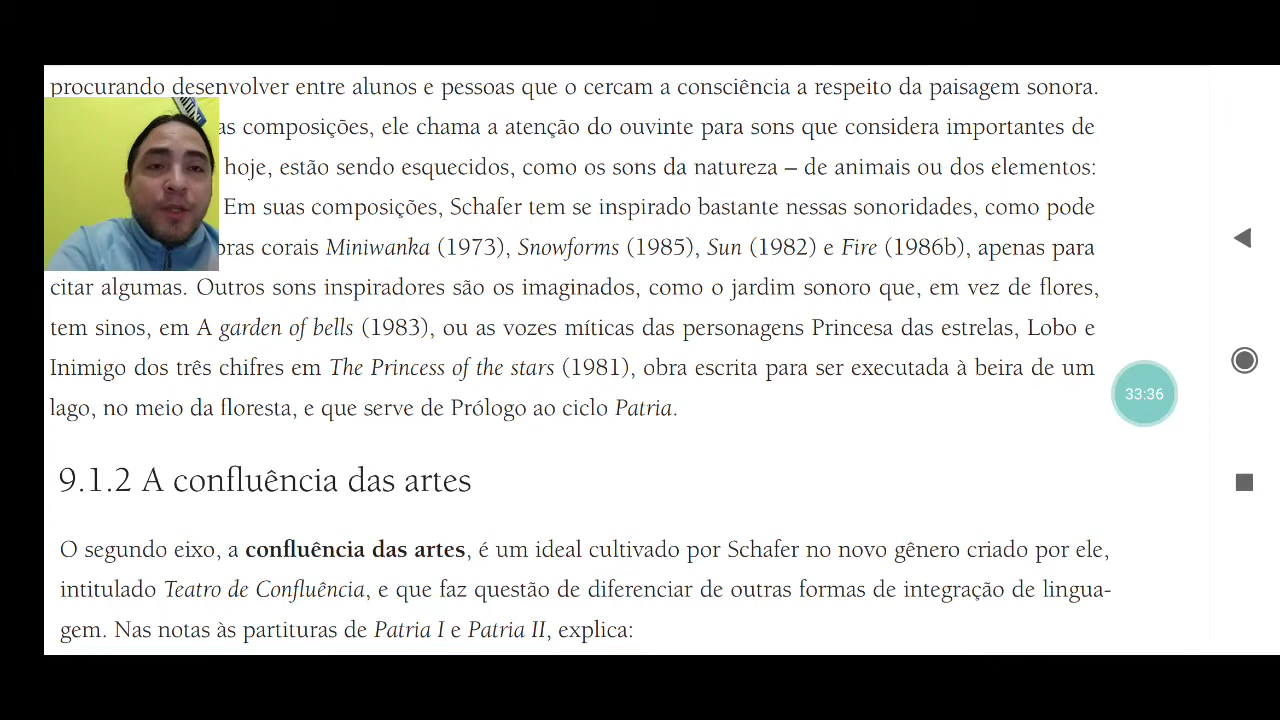 procurando desenvolver entre alunos e pessoas que o cercam a consciência a respeito da paisagem sonora.
as composições, ele chama a atenção do ouvinte para sons que considera importantes de
hoje, estão sendo esquecidos, como os sons da natureza – de animais ou dos elementos:
Em suas composições, Schafer tem se inspirado bastante nessas sonoridades, como pode
bras corais Miniwanka (1973), Snowforms (1985), Sun (1982) e Fire (1986b), apenas para
citar algumas. Outros sons inspiradores são os imaginados, como o jardim sonoro que, em vez de flores,
tem sinos, em A garden of bells (1983), ou as vozes míticas das personagens Princesa das estrelas, Lobo e
Inimigo dos três chifres em The Princess of the stars (1981), obra escrita para ser executada à beira de um
lago, no meio da floresta, e que serve de Prólogo ao ciclo Patria.
33:36
9.1.2 A confluência das artes
O segundo eixo, a confluência das artes, é um ideal cultivado por Schafer no novo gênero criado por ele,
intitulado Teatro de Confluência, e que faz questão de diferenciar de outras formas de integração de lingua-
gem. Nas notas às partituras de Patria I e Patria II, explica: